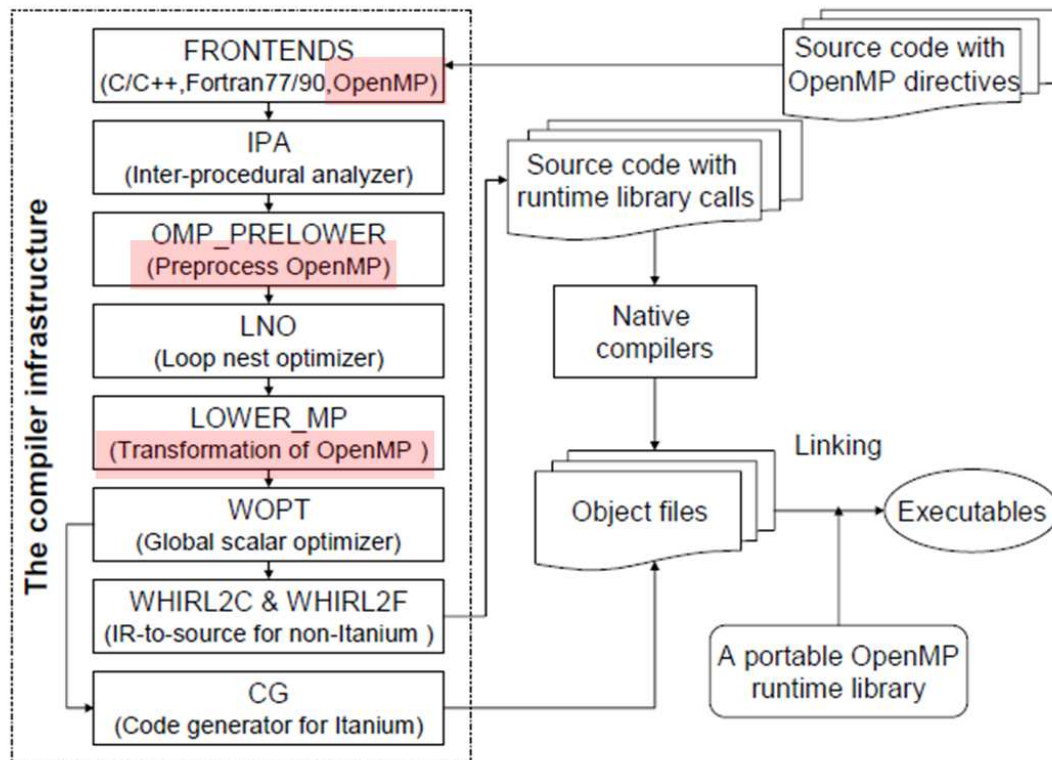 The compiler infrastructure
FRONTENDS
(C/C++,Fortran77/90,OpenMP)
IPA
(Inter-procedural analyzer)
OMP_PRELOWER
(Preprocess OpenMP)
LNO
(Loop nest optimizer)
LOWER_MP
(Transformation of OpenMP )
WOPT
(Global scalar optimizer)
WHIRL2C & WHIRL2F
(IR-to-source for non-Itanium )
CG
(Code generator for Itanium)
Source code with
OpenMP directives
Source code with
runtime library calls
Native
compilers
Object files
Linking
Executables
A portable OpenMP
runtime library